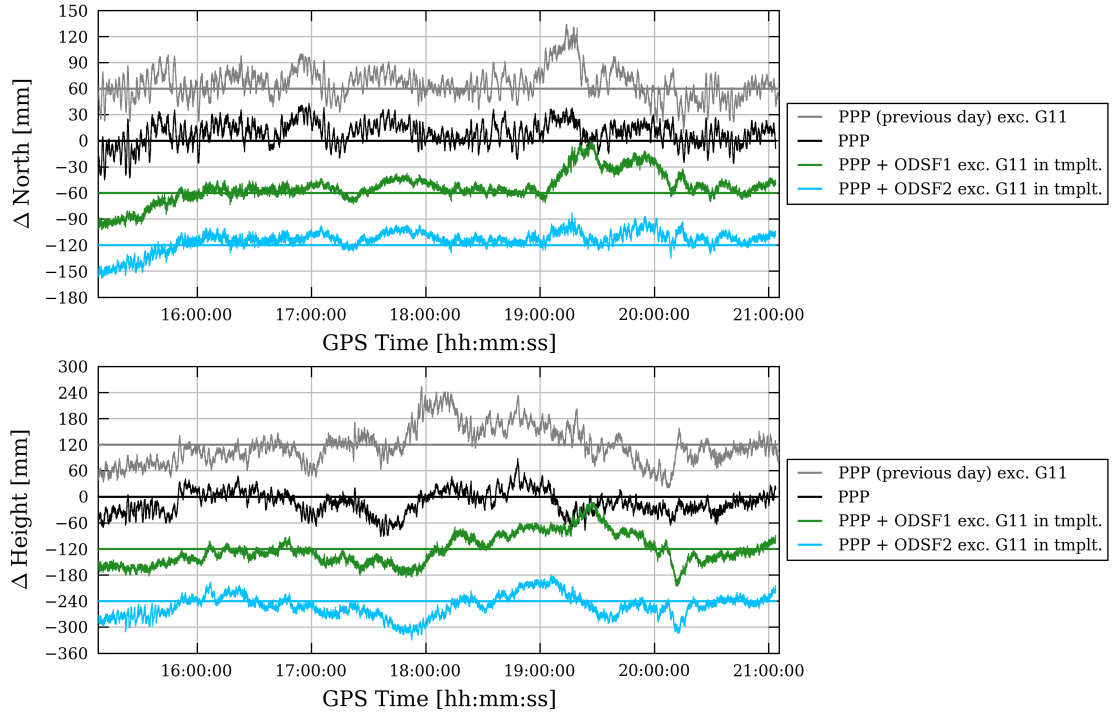 150
120
90
60
30
0
−30
−60
−90
−120
−150
−180
Δ North [mm]
16:00:00 17:00:00 18:00:00 19:00:00 20:00:00 21:00:00
GPS Time [hh:mm:ss]
PPP (previous day) exc. G11
PPP
PPP + ODSF1 exc. G11 in tmplt.
PPP + ODSF2 exc. G11 in tmplt.
300
240
180
120
60
0
−60
−120
−180
−240
−300
−360
Δ Height [mm]
16:00:00 17:00:00 18:00:00 19:00:00 20:00:00 21:00:00
GPS Time [hh:mm:ss]
PPP (previous day) exc. G11
PPP
PPP + ODSF1 exc. G11 in tmplt.
PPP + ODSF2 exc. G11 in tmplt.